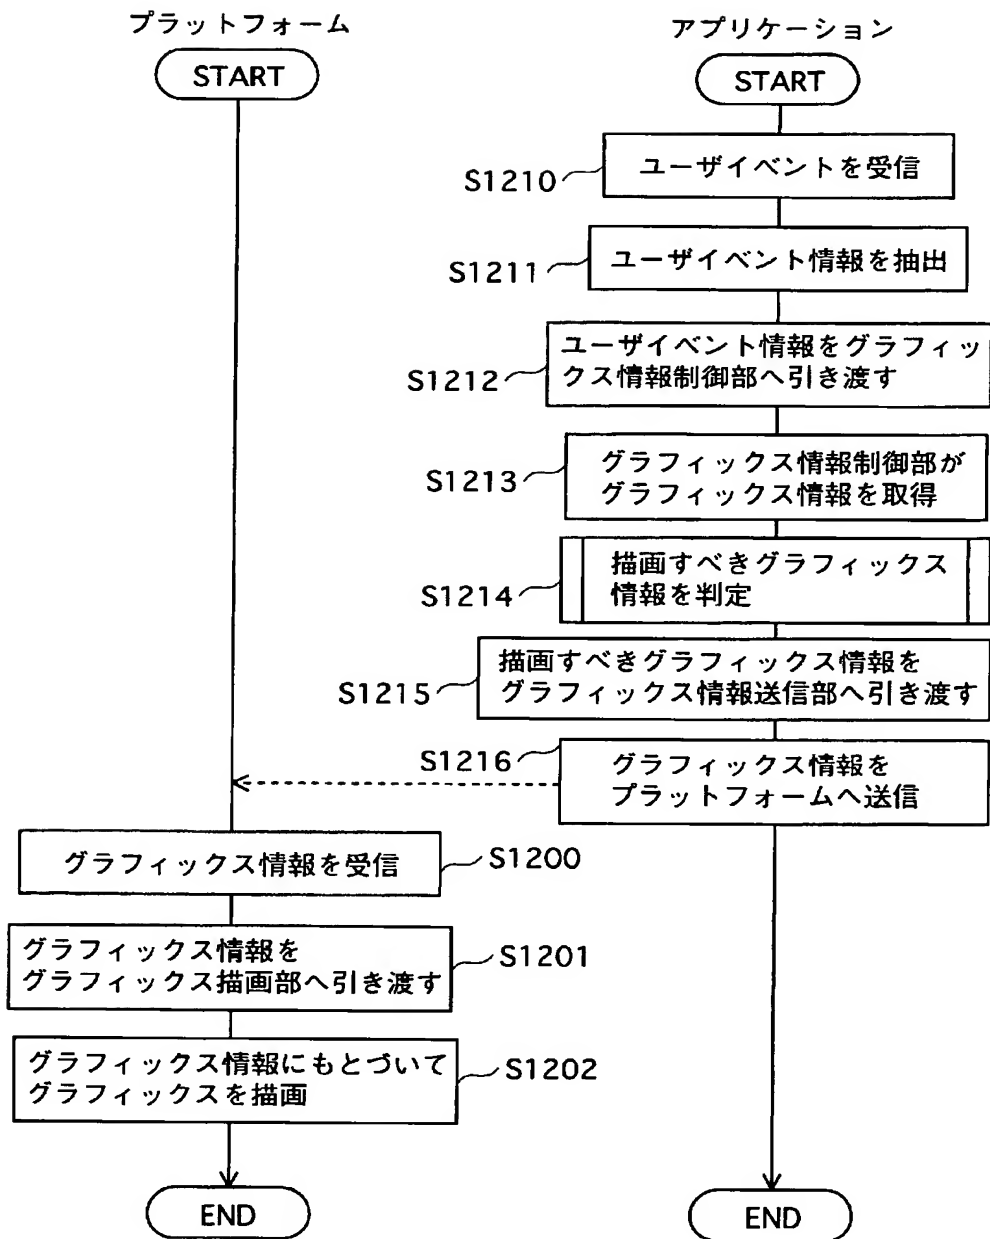 プラットフォーム
START
アプリケーション
START
S1210
ユーザイベントを受信
S1211
ユーザイベント情報を抽出
S1212
ユーザイベント情報をグラフィッ
クス情報制御部へ引き渡す
S1213
グラフィックス情報制御部が
グラフィックス情報を取得
S1214
描画すべきグラフィックス
情報を判定
S1215
描画すべきグラフィックス情報を
グラフィックス情報送信部へ引き渡す
S1216
グラフィックス情報を
プラットフォームへ送信
グラフィックス情報を受信
S1200
グラフィックス情報を
グラフィックス描画部へ引き渡す
S1201
グラフィックス情報にもとづいて
グラフィックスを描画
S1202
END
END